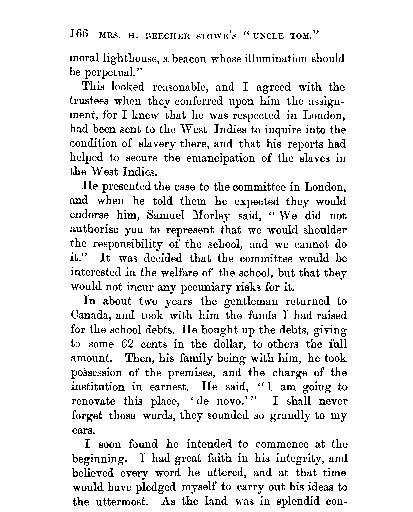 166 MRS. H. BEECHER STOWE'S "UNCLE TOM."
moral lighthouse, a beacon whose illumination should
be perpetual."
This looked reasonable, and I agreed with the
trustees when they conferred upon him the assign-
ment, for I knew that he was respected in London,
had been sent to the West Indies to inquire into the
condition of slavery there, and that his reports had
helped to secure the emancipation of the slaves in
the West Indies.
He presented the case to the committee in London,
and when he told them he expected they would
endorse him, Samuel Morley said, "We did not
authorise you to represent that we would shoulder
the responsibility of the school, and we cannot do
it." It was decided that the committee would be
interested in the welfare of the school, but that they
would not incur any pecuniary risks for it.
In about two years the gentleman returned to
Canada, and took with him the funds I had raised
for the school debts. He bought up the debts, giving
to some 62 cents in the dollar, to others the full
amount. Then, his family being with him, he took
possession of the premises, and the charge of the
institution in earnest. He said, "I am going to
renovate this place, 'de novo.'" I shall never
forget those words, they sounded so grandly to my
ears.
I soon found he intended to commence at the
beginning. I had great faith in his integrity, and
believed every word he uttered, and at that time
would have pledged myself to carry out his ideas to
the uttermost. As the land was in splendid con-